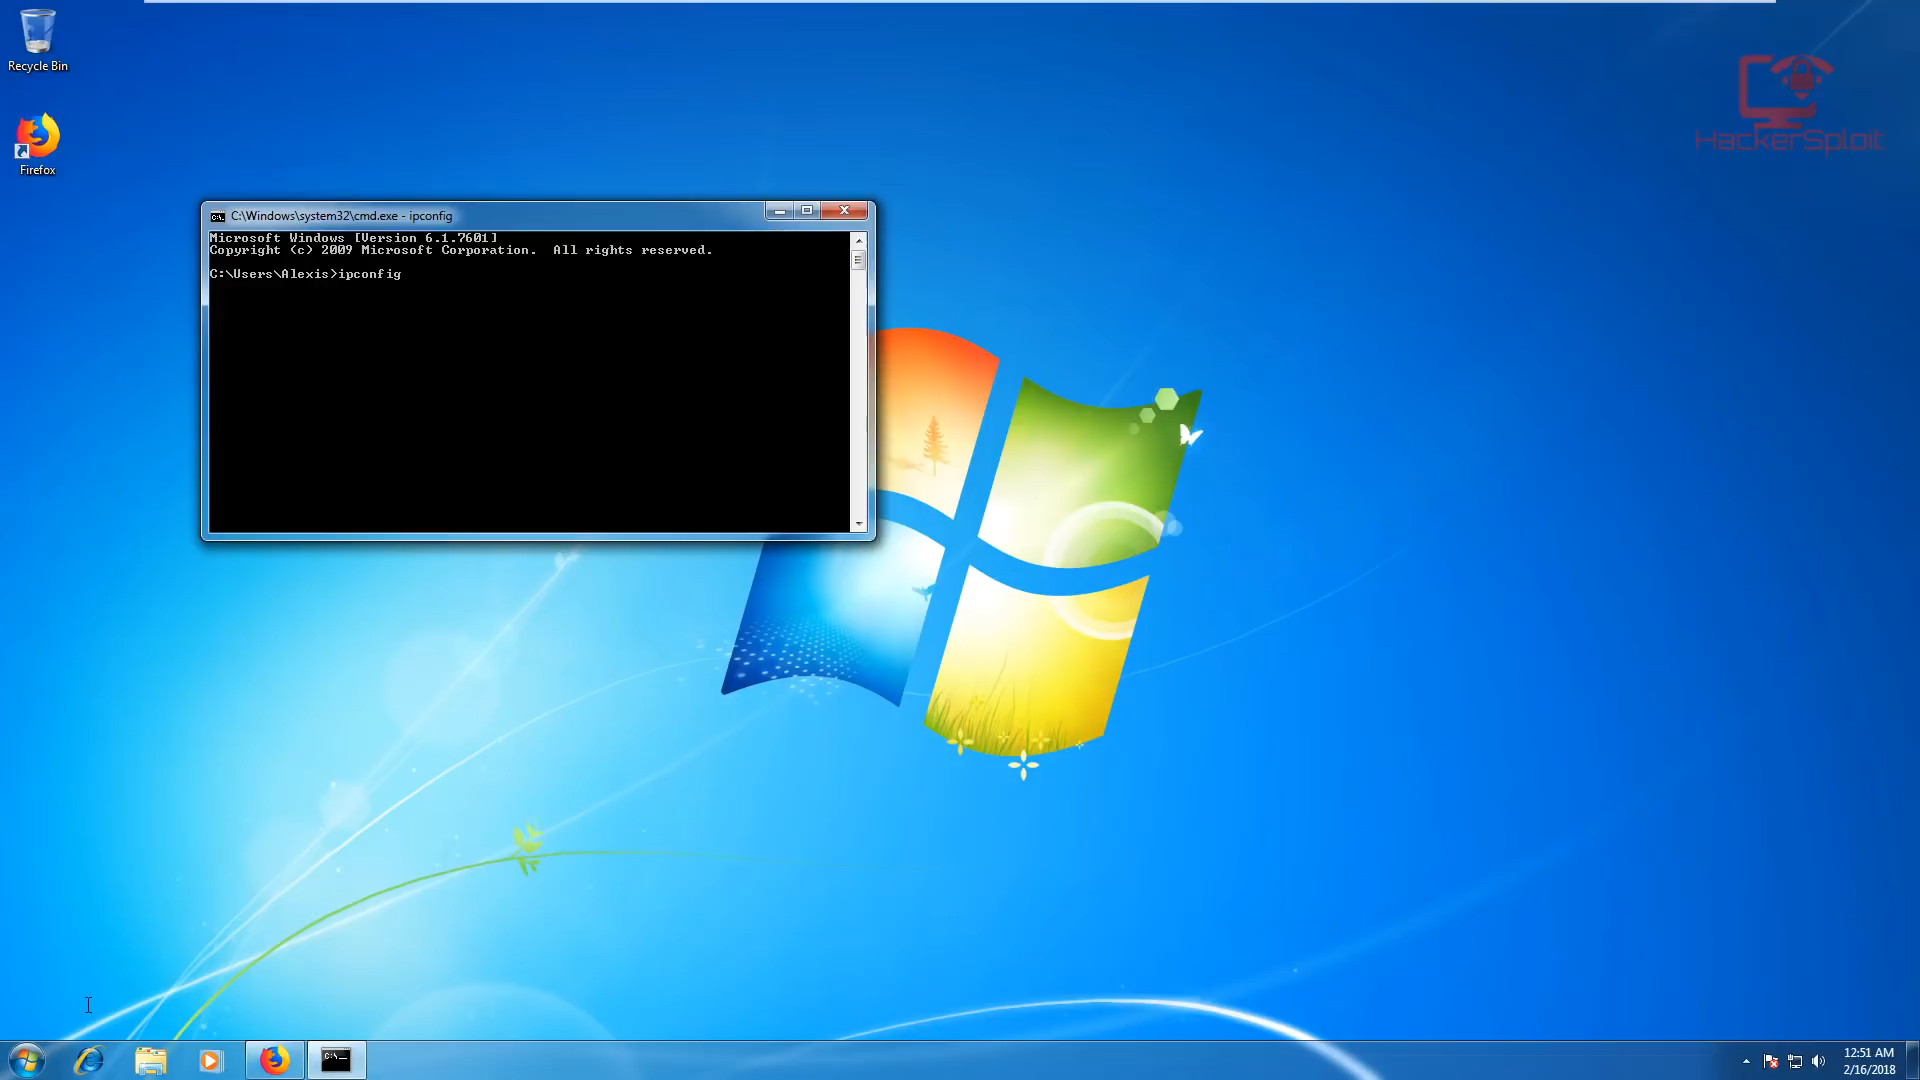 Recycle Bin
Firefox
HackerSploit
C:\Windows\system32\cmd.exe - ipconfig
Microsoft Windows [Version 6.1.7601]
Copyright (c) 2009 Microsoft Corporation.  All rights reserved.
C:\Users\Alexis>ipconfig
C:\_
12:51 AM
2/16/2018